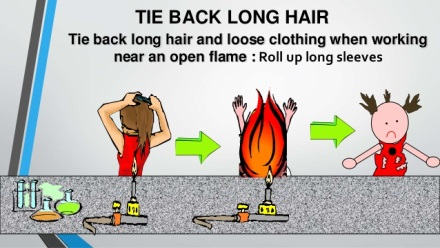 TIE BACK LONG HAIR
Tie back long hair and loose clothing when working
near an open flame : Roll up long sleeves